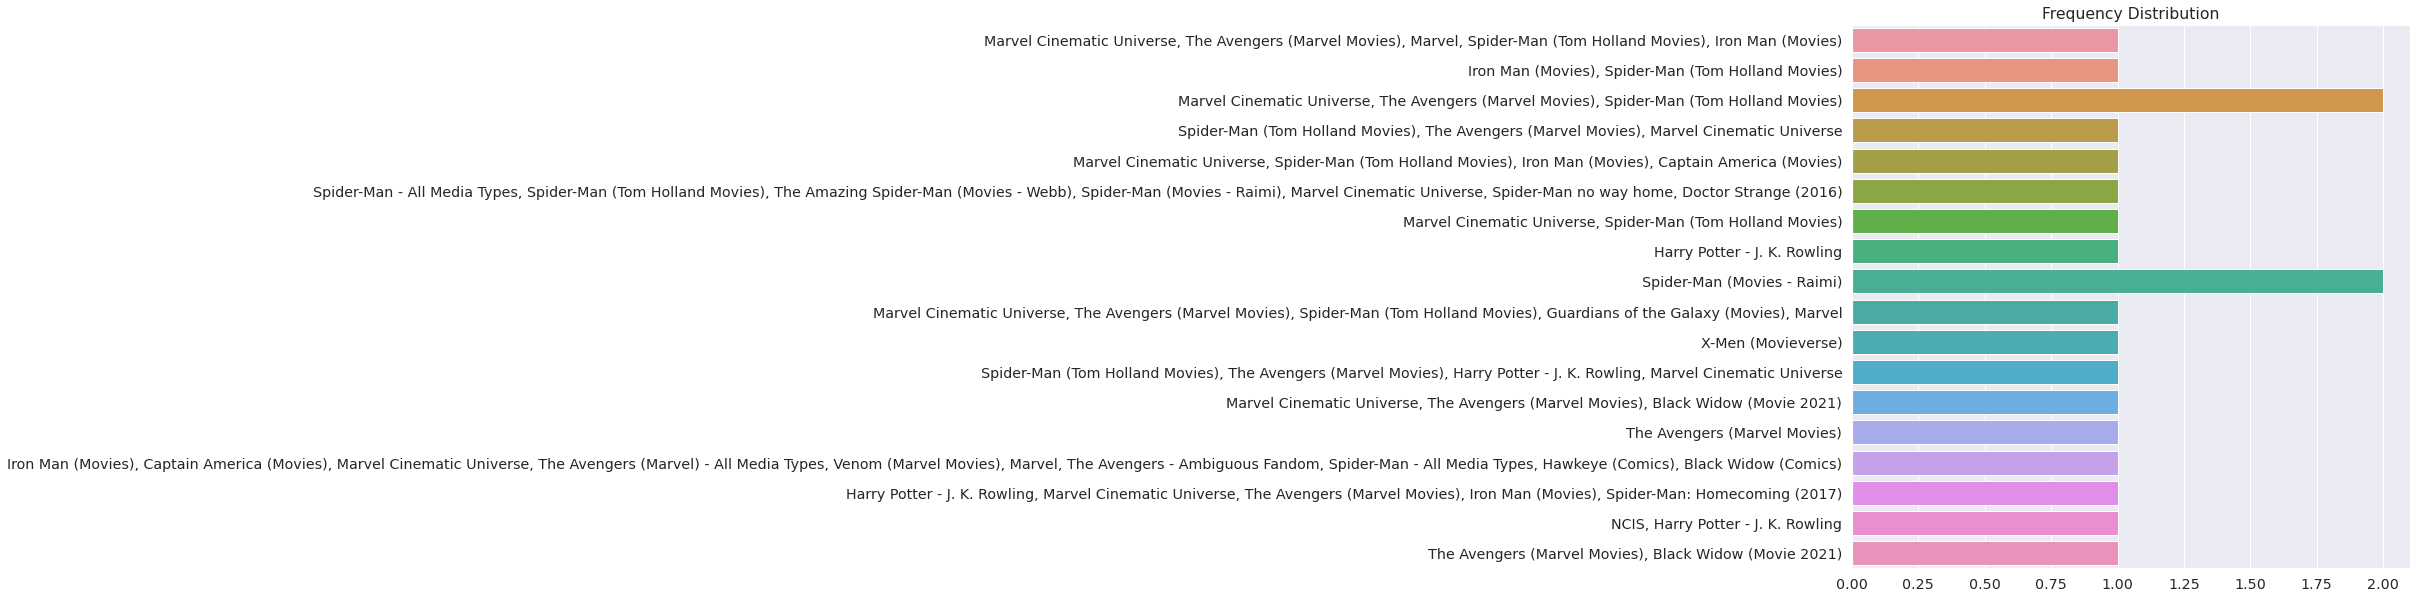 Frequency Distribution
Marvel Cinematic Universe, The Avengers (Marvel Movies), Marvel, Spider-Man (Tom Holland Movies), Iron Man (Movies)
Iron Man (Movies), Spider-Man (Tom Holland Movies)
Marvel Cinematic Universe, The Avengers (Marvel Movies), Spider-Man (Tom Holland Movies)
Spider-Man (Tom Holland Movies), The Avengers (Marvel Movies), Marvel Cinematic Universe
Marvel Cinematic Universe, Spider-Man (Tom Holland Movies), Iron Man (Movies), Captain America (Movies)
Spider-Man - All Media Types, Spider-Man (Tom Holland Movies), The Amazing Spider-Man (Movies - Webb), Spider-Man (Movies - Raimi), Marvel Cinematic Universe, Spider-Man no way home, Doctor Strange (2016)
Marvel Cinematic Universe, Spider-Man (Tom Holland Movies)
Harry Potter - J. K. Rowling
Spider-Man (Movies - Raimi)
Marvel Cinematic Universe, The Avengers (Marvel Movies), Spider-Man (Tom Holland Movies), Guardians of the Galaxy (Movies), Marvel
X-Men (Movieverse)
Spider-Man (Tom Holland Movies), The Avengers (Marvel Movies), Harry Potter - J. K. Rowling, Marvel Cinematic Universe
Marvel Cinematic Universe, The Avengers (Marvel Movies), Black Widow (Movie 2021)
The Avengers (Marvel Movies)
Iron Man (Movies), Captain America (Movies), Marvel Cinematic Universe, The Avengers (Marvel) - All Media Types, Venom (Marvel Movies), Marvel, The Avengers - Ambiguous Fandom, Spider-Man - All Media Types, Hawkeye (Comics), Black Widow (Comics)
Harry Potter - J. K. Rowling, Marvel Cinematic Universe, The Avengers (Marvel Movies), Iron Man (Movies), Spider-Man: Homecoming (2017)
NCIS, Harry Potter - J. K. Rowling
The Avengers (Marvel Movies), Black Widow (Movie 2021)
0.00 0.25 0.50 0.75 1.00 1.25 1.50 1.75 2.00